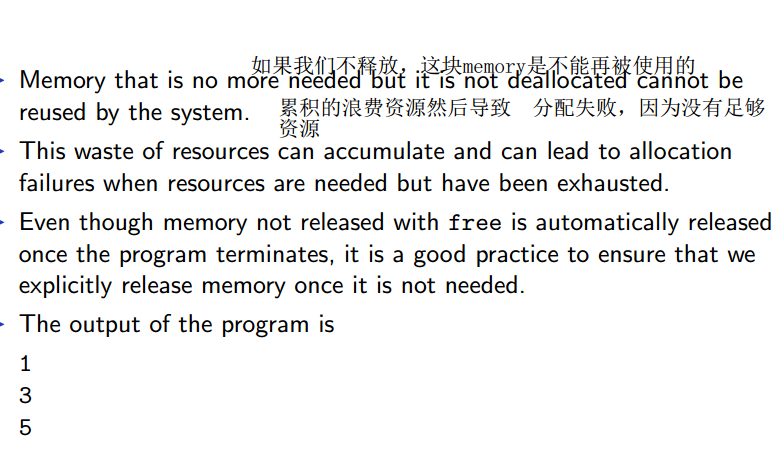 如果我们不释放，这块memory是不能再被使用的
Memory that is no more needed but it is not deallocated cannot be
reused by the system.
累积的浪费资源然后导致 分配失败，因为没有足够
资源
This waste of resources can accumulate and can lead to allocation
failures when resources are needed but have been exhausted.
Even though memory not released with free is automatically released
once the program terminates, it is a good practice to ensure that we
explicitly release memory once it is not needed.
The output of the program is
1
3
5